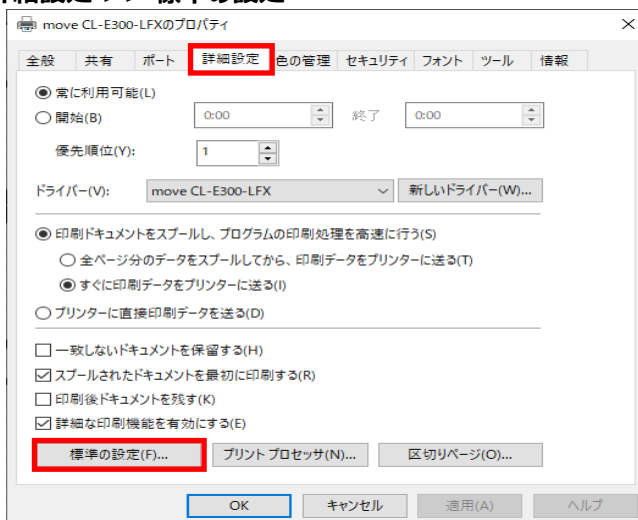 move CL-E300-LFXのプロパティ
全般 共有 ポート 詳細設定 色の管理 セキュリティ フォント ツール 情報
常に利用可能(L)
開始(B) 0:00 終了 0:00
優先順位(Y): 1
ドライバー(V): move CL-E300-LFX 新しいドライバー(W)...
印刷ドキュメントをスプールし、プログラムの印刷処理を高速に行う(S)
全ページ分のデータをスプールしてから、印刷データをプリンターに送る(T)
すぐに印刷データをプリンターに送る(I)
プリンターに直接印刷データを送る(D)
一致しないドキュメントを保留する(H)
スプールされたドキュメントを最初に印刷する(R)
印刷後ドキュメントを残す(K)
詳細な印刷機能を有効にする(E)
標準の設定(F)... プリント プロセッサ(N)... 区切りページ(O)...
OK キャンセル 適用(A) ヘルプ